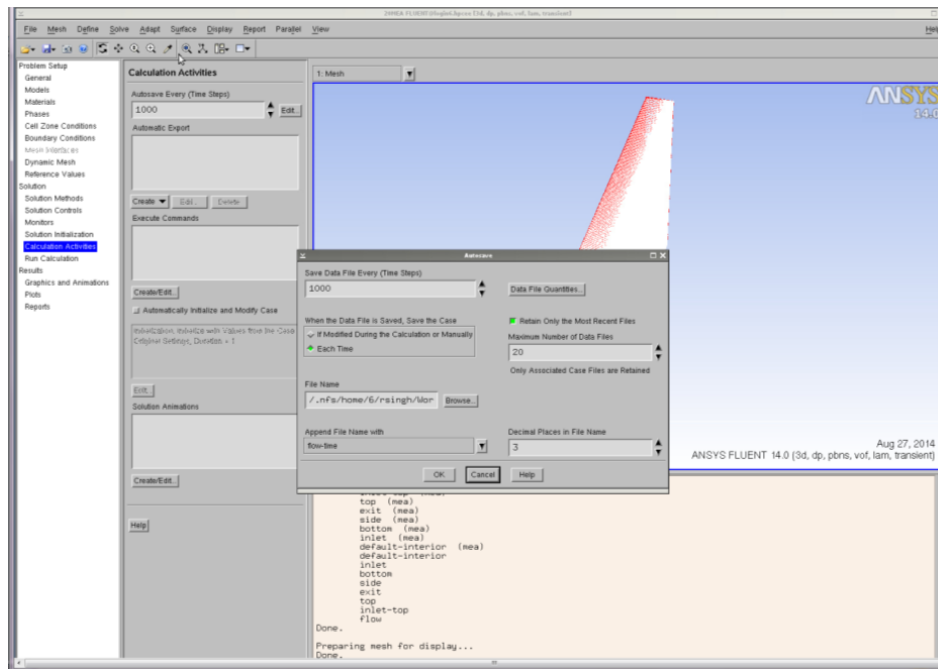 [3d, dp, pbns, vof, lam, transient]
File Mesh Define Solve Adapt Surface Display Report Parallel View Help
Problem Setup
General
Models
Materials
Phases
Cell Zone Conditions
Boundary Conditions
Mesh Interfaces
Dynamic Mesh
Reference Values
Solution
Solution Methods
Solution Controls
Monitors
Solution Initialization
Calculation Activities
Run Calculation
Results
Graphics and Animations
Plots
Reports
Calculation Activities
Autosave Every (Time Steps)
1000 Edit...
Automatic Export
Create Edit... Delete
Execute Commands
Create/Edit...
Automatically Initialize and Modify Case
Edit...
Solution Animations
Create/Edit...
Help
1: Mesh
ANSYS
14.0
Autosave
Save Data File Every (Time Steps)
1000 Data File Quantities...
When the Data File is Saved, Save the Case
If Modified During the Calculation or Manually
Each Time
Retain Only the Most Recent Files
Maximum Number of Data Files
20
Only Associated Case Files are Retained
File Name
/.nfs/home/6/rsingh/Wor Browse...
Append File Name with
flow-time
Decimal Places in File Name
3
OK Cancel Help
Aug 27, 2014
ANSYS FLUENT 14.0 (3d, dp, pbns, vof, lam, transient)
top (mea)
exit (mea)
side (mea)
bottom (mea)
inlet (mea)
default-interior (mea)
default-interior
inlet
bottom
side
exit
top
inlet-top
flow
Done.
Preparing mesh for display...
Done.